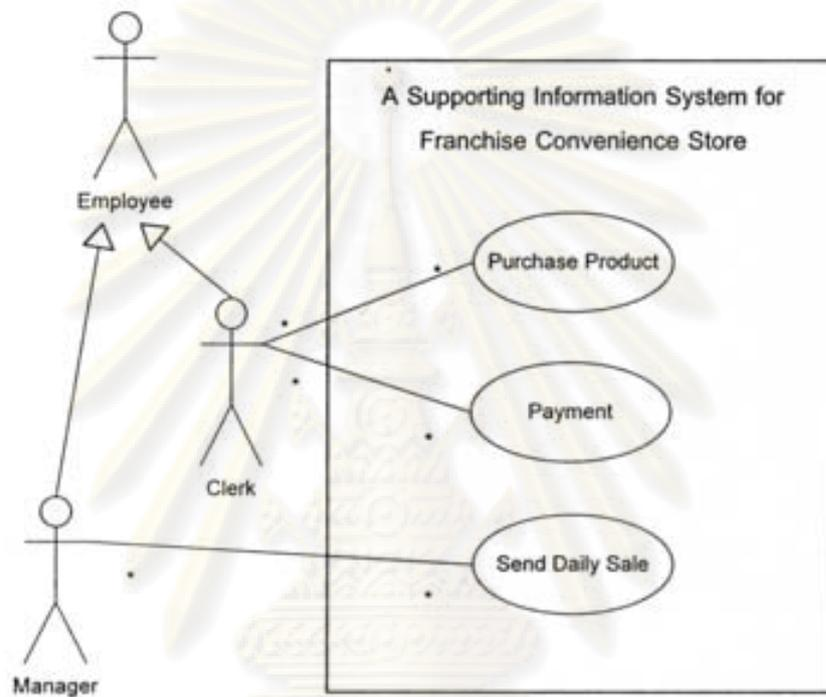 A Supporting Information System for
Franchise Convenience Store
Employee
Purchase Product
Payment
Clerk
Send Daily Sale
Manager